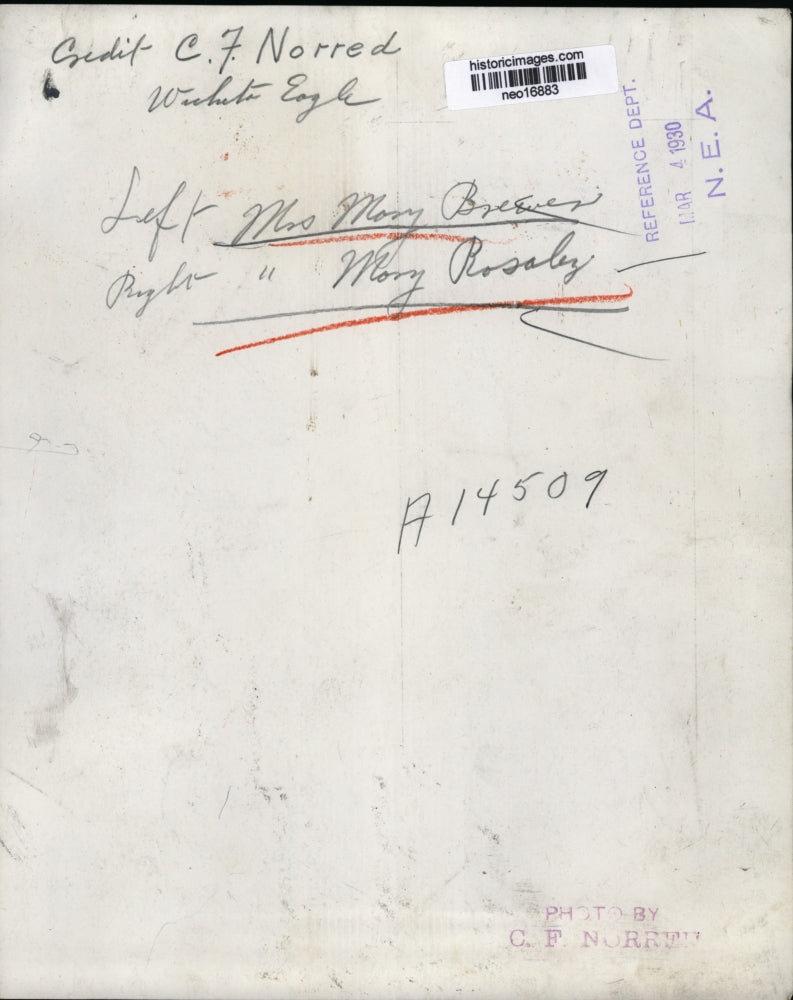 Credit C. F. Norred
Wichita Eagle
historicimages.com
neo16883
REFERENCE DEPT.
MAR 4 1930
N. E. A.
Left Mrs Mary Brewer
Right " Mary
A14509
PHOTO BY
C. F. NORRED